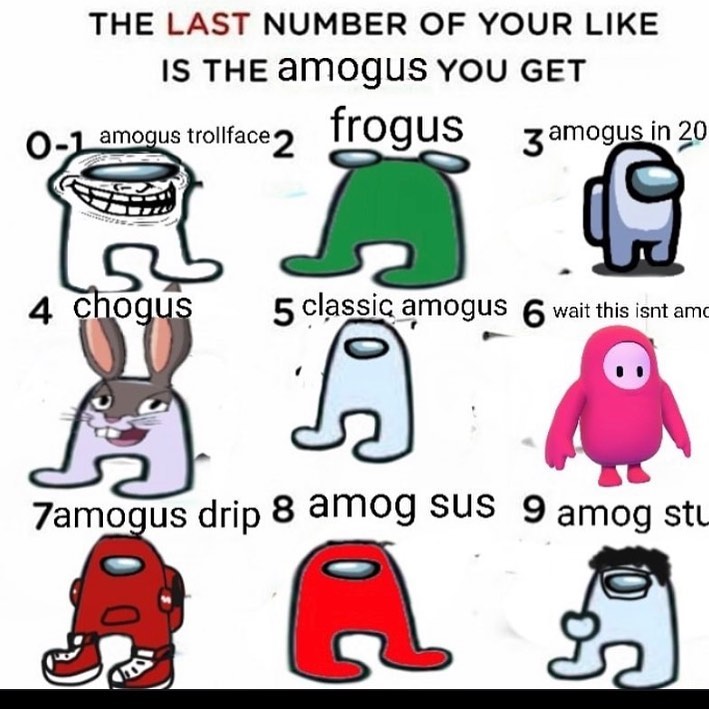 THE LAST NUMBER OF YOUR LIKE
IS THE amogus YOU GET
0-1 amogus trollface
2 frogus
3 amogus in 20
4 chogus
5 classic amogus
6 wait this isnt amo
7amogus drip
8 amog sus
9 amog stu